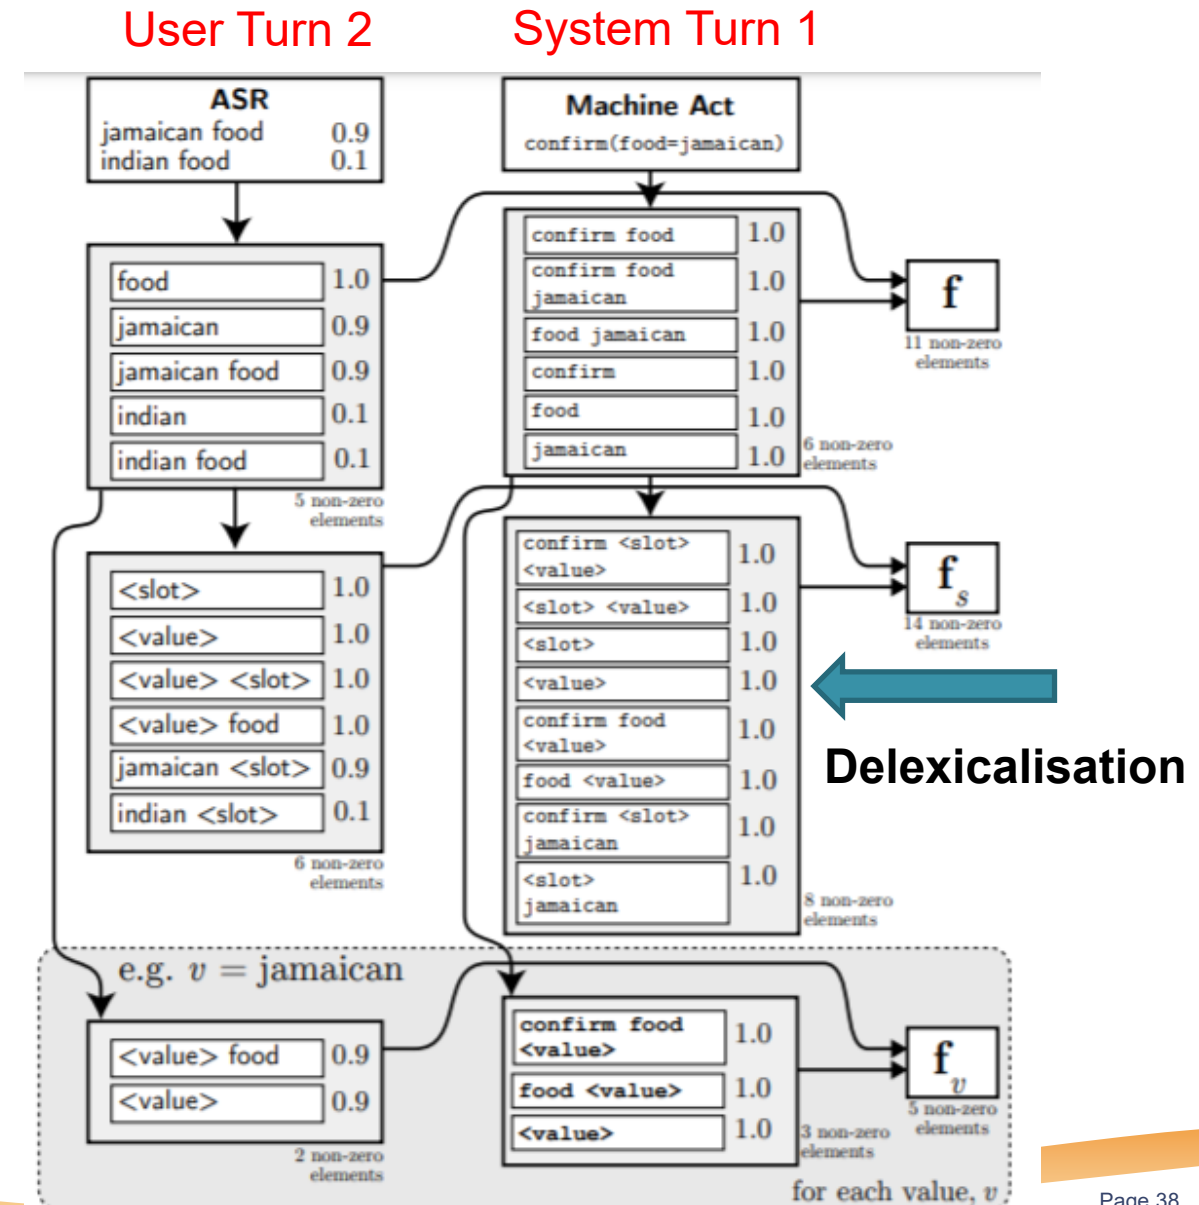 User Turn 2
System Turn 1
ASR
jamaican food 0.9
indian food 0.1
Machine Act
confirm(food=jamaican)
food 1.0
jamaican 0.9
jamaican food 0.9
indian 0.1
indian food 0.1
5 non-zero
elements
confirm food 1.0
confirm food
jamaican 1.0
food jamaican 1.0
confirm 1.0
food 1.0
jamaican 1.0
6 non-zero
elements
f
11 non-zero
elements
<slot> 1.0
<value> 1.0
<value> <slot> 1.0
<value> food 1.0
jamaican <slot> 0.9
indian <slot> 0.1
6 non-zero
elements
confirm <slot>
<value> 1.0
<slot> <value> 1.0
<slot> 1.0
<value> 1.0
confirm food
<value> 1.0
food <value> 1.0
confirm <slot>
jamaican 1.0
<slot>
jamaican 1.0
8 non-zero
elements
f s
14 non-zero
elements
Delexicalisation
e.g. v = jamaican
<value> food 0.9
<value> 0.9
2 non-zero
elements
confirm food
<value> 1.0
food <value> 1.0
<value> 1.0
3 non-zero
elements
f v
5 non-zero
elements
for each value, v
Page 38